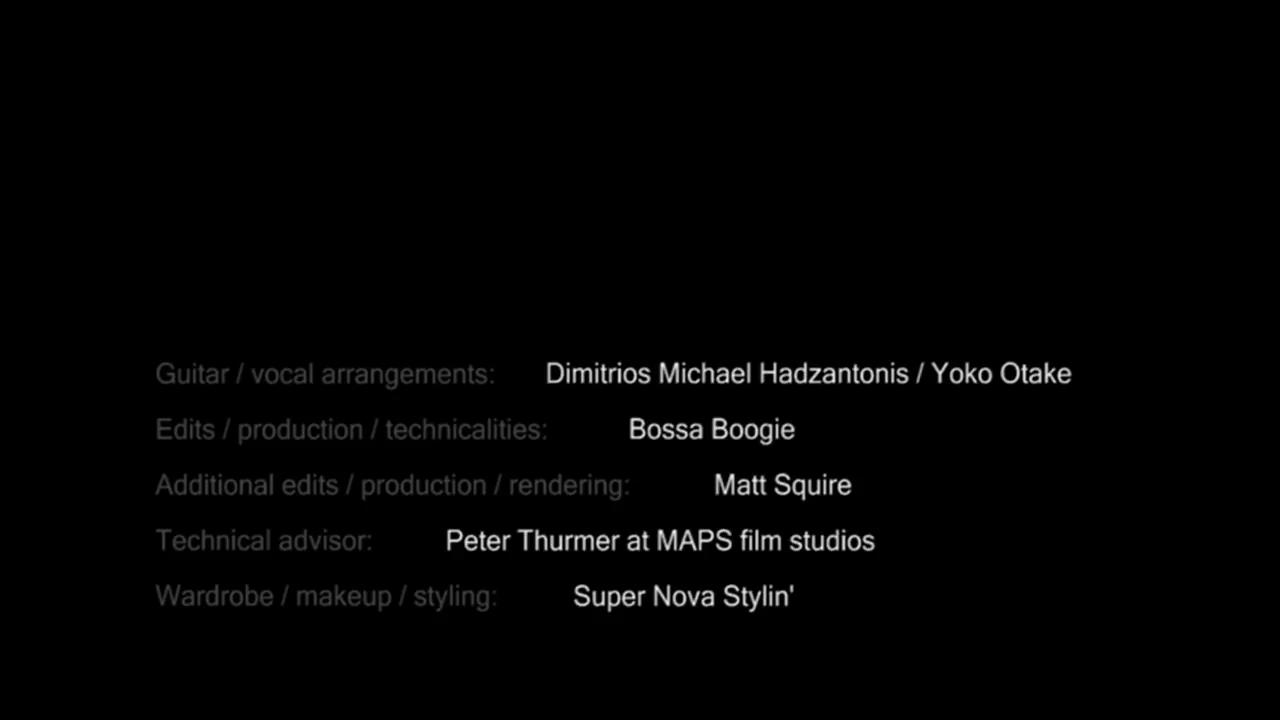 Guitar / vocal arrangements: Dimitrios Michael Hadzantonis / Yoko Otake
Edits / production / technicalities: Bossa Boogie
Additional edits / production / rendering: Matt Squire
Technical advisor: Peter Thurmer at MAPS film studios
Wardrobe / makeup / styling: Super Nova Stylin'